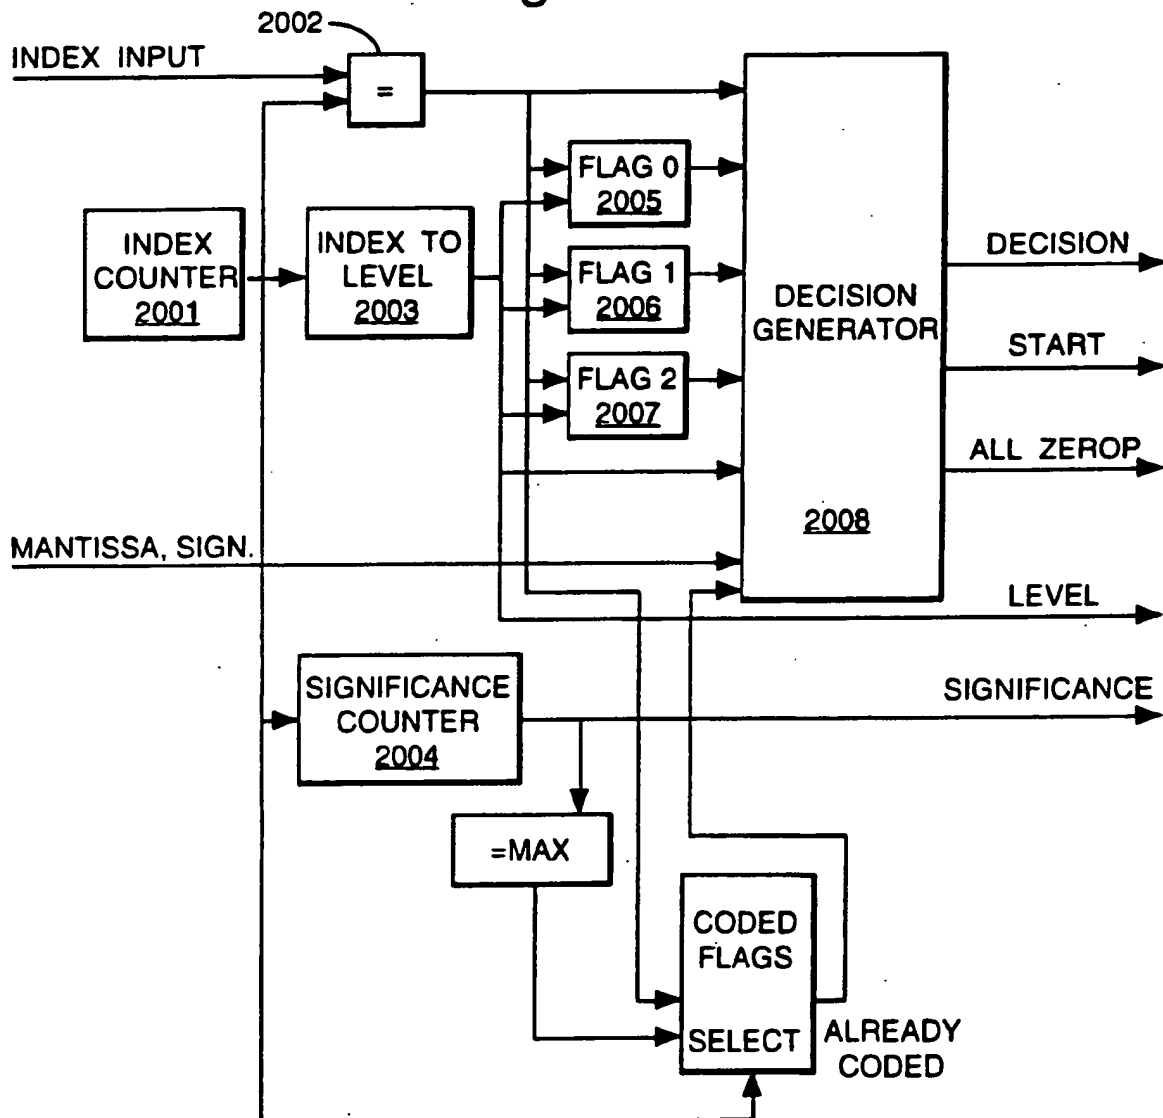 2002
INDEX INPUT
=
FLAG 0
2005
INDEX
COUNTER
2001
INDEX TO
LEVEL
2003
FLAG 1
2006
FLAG 2
2007
DECISION
GENERATOR
2008
DECISION
START
ALL ZEROP
MANTISSA, SIGN.
LEVEL
SIGNIFICANCE
COUNTER
2004
SIGNIFICANCE
=MAX
CODED
FLAGS
SELECT
ALREADY
CODED